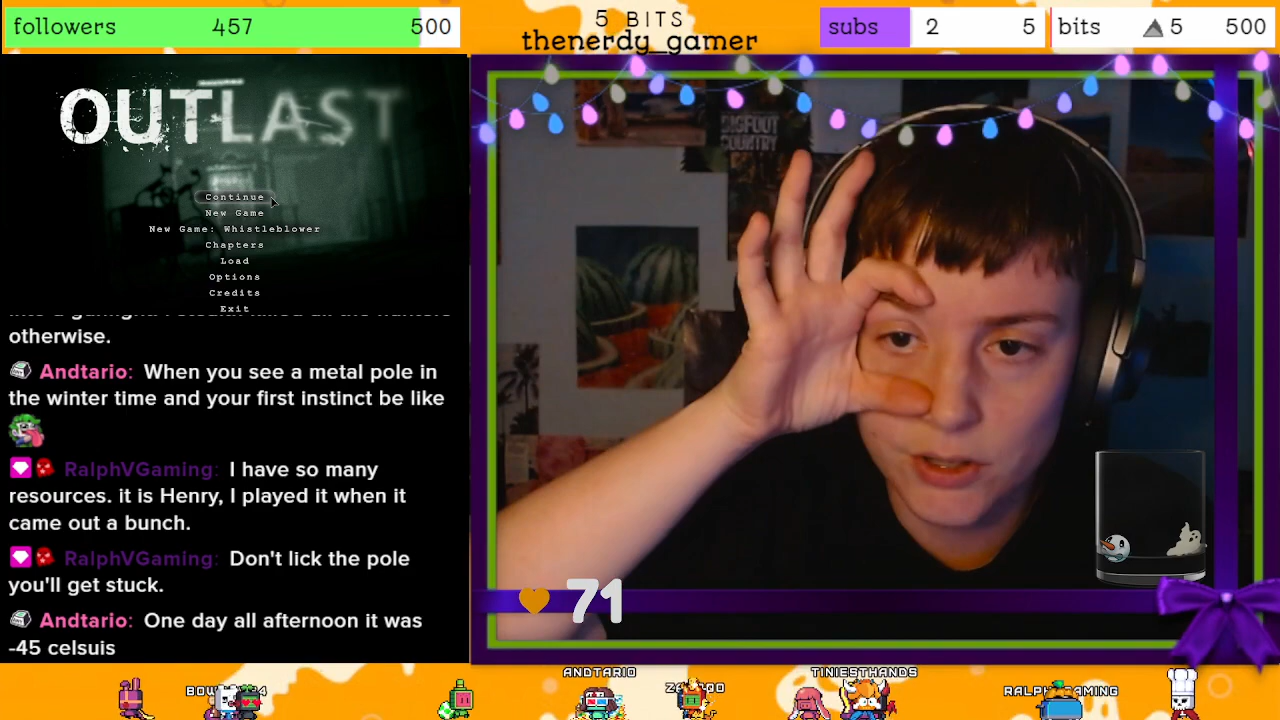 followers 457 500
5 BITS
thenerdy_gamer
subs 2 5
bits 5 500
OUTLAST
Continue
New Game
New Game: Whistleblower
Chapters
Load
Options
Credits
Exit
otherwise.
Andtario: When you see a metal pole in
the winter time and your first instinct be like
RalphVGaming: I have so many
resources. it is Henry, I played it when it
came out a bunch.
RalphVGaming: Don't lick the pole
you'll get stuck.
Andtario: One day all afternoon it was
-45 celsuis
BIGFOOT
COUNTRY
71
ANDTARIO
TINIESTHANDS